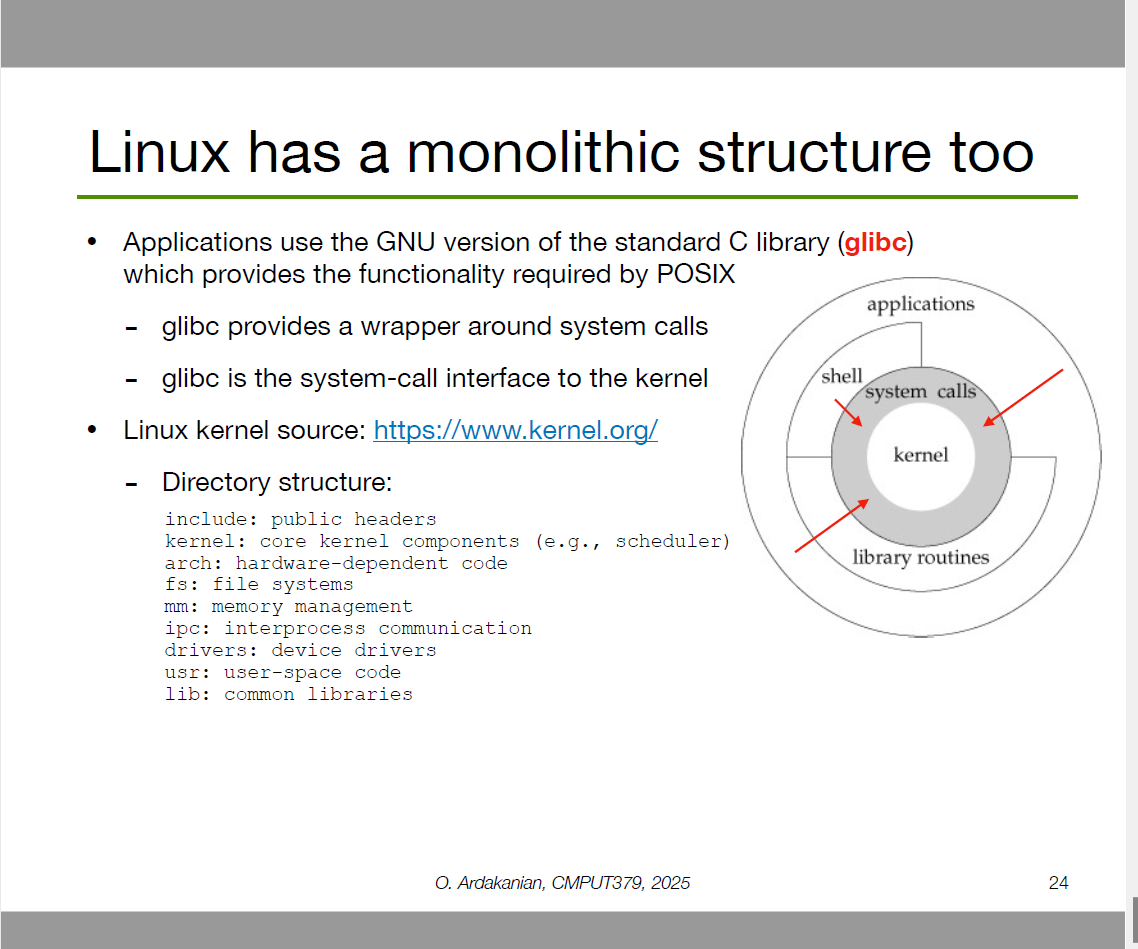 Linux has a monolithic structure too
• Applications use the GNU version of the standard C library (glibc)
which provides the functionality required by POSIX
- glibc provides a wrapper around system calls
- glibc is the system-call interface to the kernel
• Linux kernel source: https://www.kernel.org/
- Directory structure:
include: public headers
kernel: core kernel components (e.g., scheduler)
arch: hardware-dependent code
fs: file systems
mm: memory management
ipc: interprocess communication
drivers: device drivers
usr: user-space code
lib: common libraries
applications
shell
system calls
kernel
library routines
O. Ardakanian, CMPUT379, 2025
24